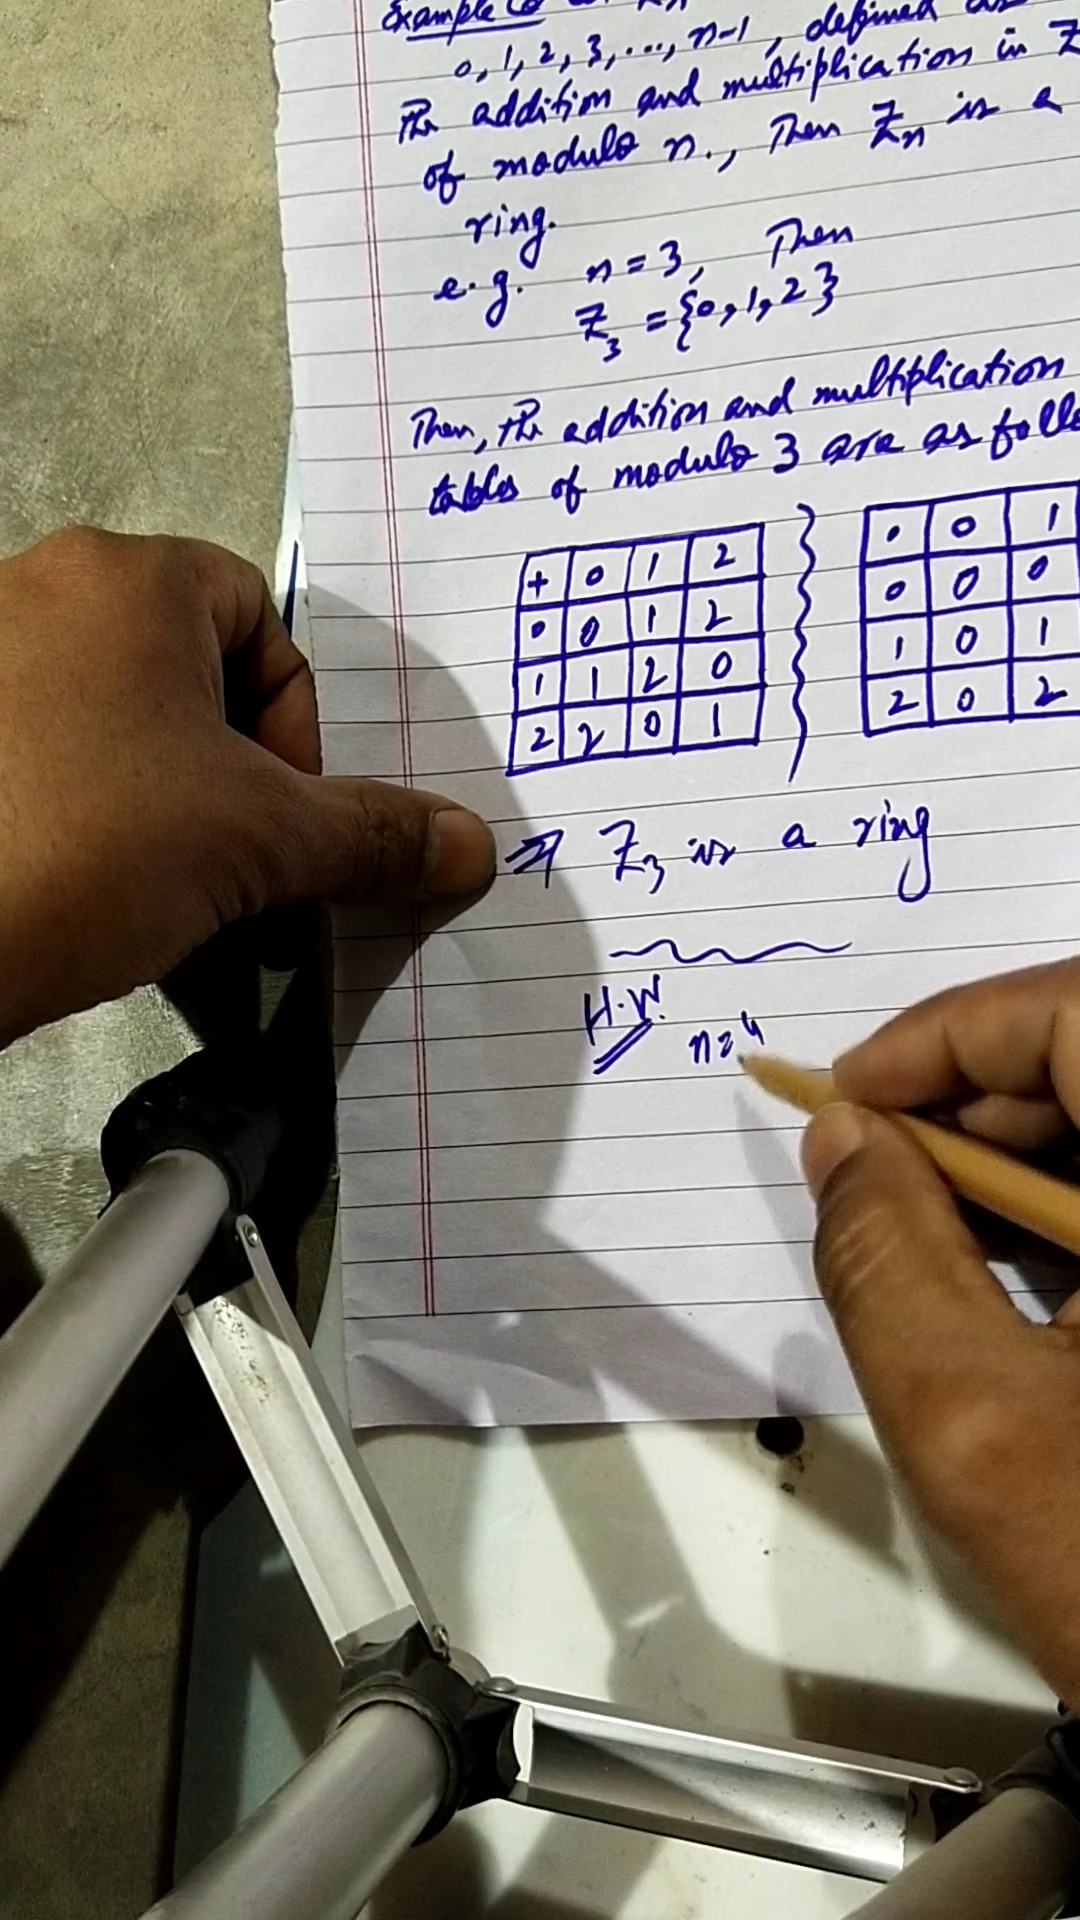 Example
0, 1, 2, 3, ..., n-1, defined as
The addition and multiplication in Z
of modulo n., Then Zn is a
ring.
e.g. n = 3, Then
Z3 = {0, 1, 2}
Then, the addition and multiplication
tables of modulo 3 are as follo
+ 0 1 2
0 0 1 2
1 1 2 0
2 2 0 1
• 0 1
0 0 0
1 0 1
2 0 2
⇒ Z3 is a ring
H.W.
n=4